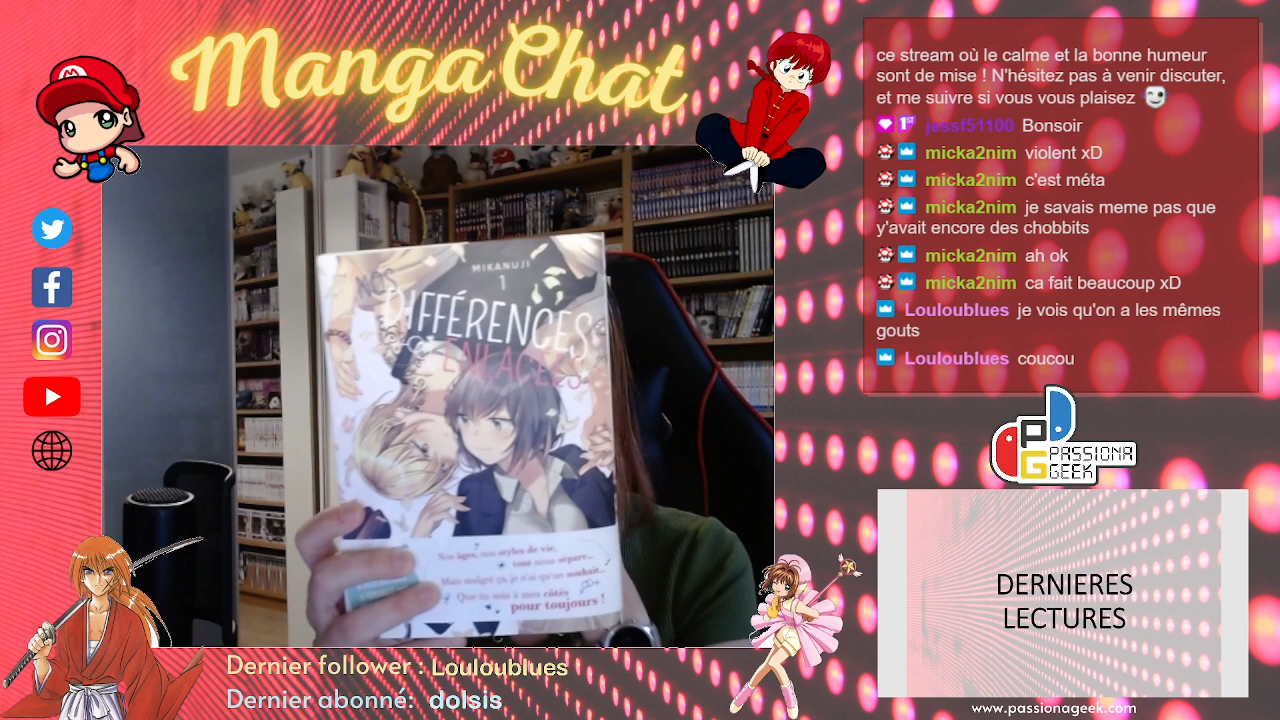 Manga Chat
ce stream où le calme et la bonne humeur
sont de mise ! N'hésitez pas à venir discuter,
et me suivre si vous vous plaisez
1ST jessf51100 Bonsoir
micka2nim violent xD
micka2nim c'est méta
micka2nim je savais meme pas que
y'avait encore des chobbits
micka2nim ah ok
micka2nim ca fait beaucoup xD
Louloublues je vois qu'on a les mêmes
gouts
Louloublues coucou
MIKANUJI
1
NOS
DIFFÉRENCES
ENLACÉES
Nos âges, nos styles de vie,
tout nous sépare...
Mais malgré ça, je n'ai qu'un souhait...
Que tu sois à mes côtés
pour toujours !
PD
G
PASSIONA
GEEK
DERNIERES
LECTURES
Dernier follower : Louloublues
Dernier abonné: dolsis
www.passionageek.com